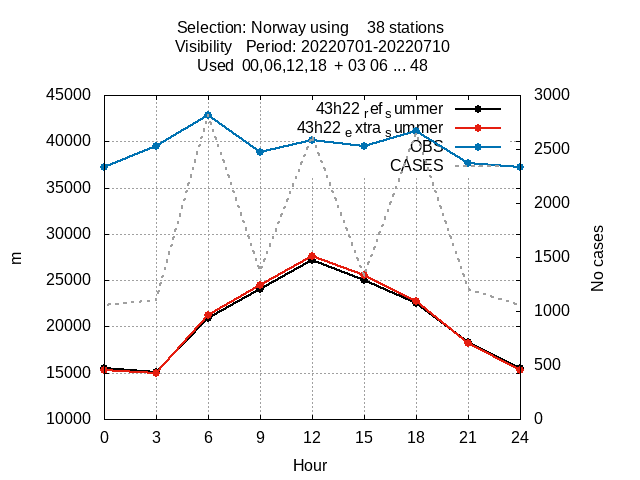 Selection: Norway using 38 stations
Visibility Period: 20220701-20220710
Used 00,06,12,18 + 03 06 ... 48
45000
40000
35000
30000
25000
20000
15000
10000
3000
2500
2000
1500
1000
500
0
43h22 ref summer
43h22 extra summer
OBS
CASES
m
No cases
0 3 6 9 12 15 18 21 24
Hour